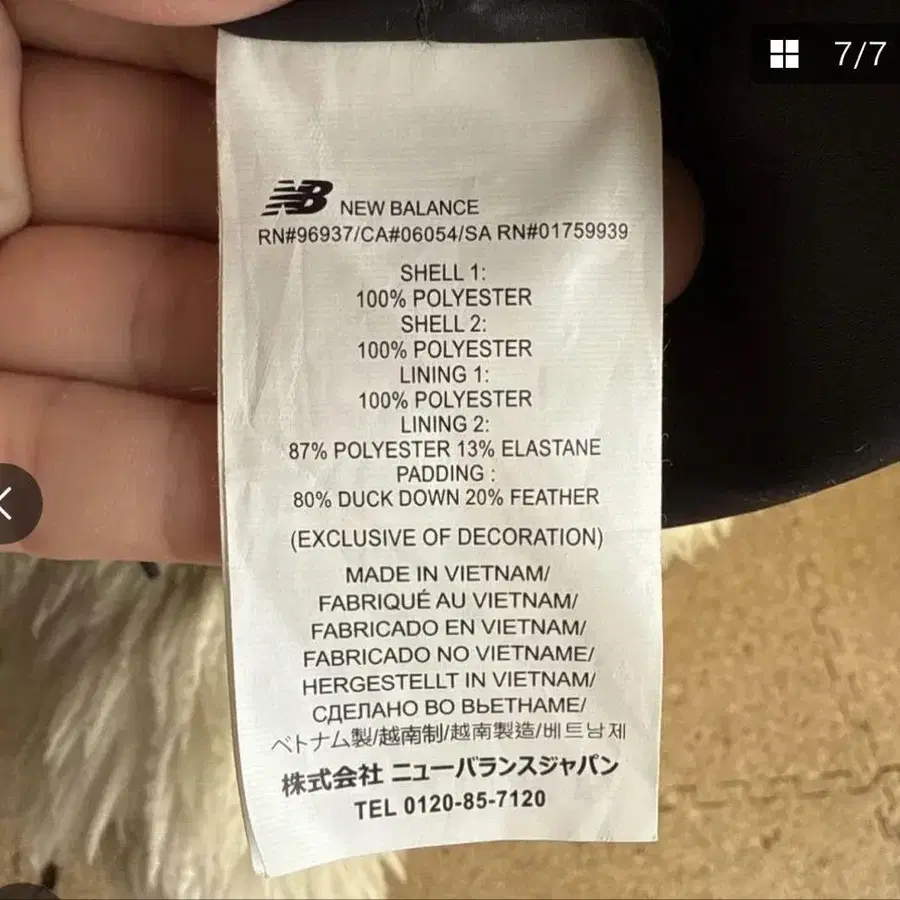 7/7
NB NEW BALANCE
RN#96937/CA#06054/SA RN#01759939
SHELL 1:
100% POLYESTER
SHELL 2:
100% POLYESTER
LINING 1:
100% POLYESTER
LINING 2:
87% POLYESTER 13% ELASTANE
PADDING :
80% DUCK DOWN 20% FEATHER
(EXCLUSIVE OF DECORATION)
MADE IN VIETNAM/
FABRIQUÉ AU VIETNAM/
FABRICADO EN VIETNAM/
FABRICADO NO VIETNAME/
HERGESTELLT IN VIETNAM/
СДЕЛАНО ВО ВЬЕТНАМЕ/
ベトナム製/越南制/越南製造/베트남 제
株式会社 ニューバランスジャパン
TEL 0120-85-7120